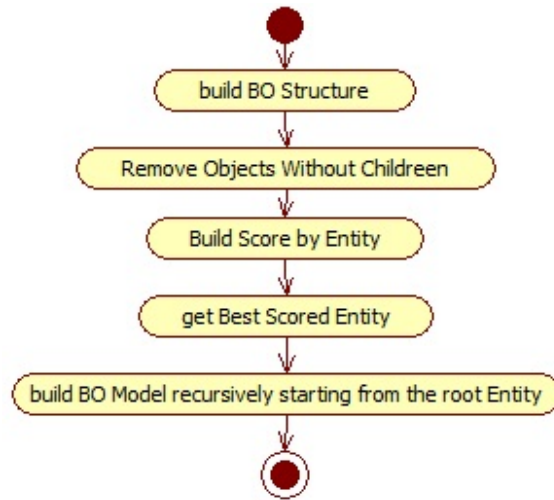 build BO Structure
Remove Objects Without Childreen
Build Score by Entity
get Best Scored Entity
build BO Model recursively starting from the root Entity